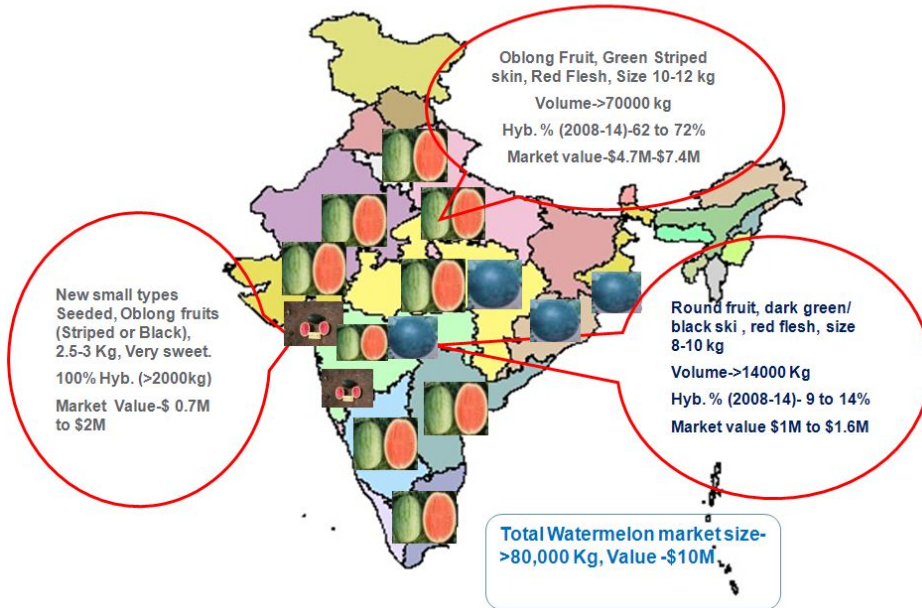 Oblong Fruit, Green Striped
skin, Red Flesh, Size 10-12 kg
Volume->70000 kg
Hyb. % (2008-14)-62 to 72%
Market value-$4.7M-$7.4M
New small types
Seeded, Oblong fruits
(Striped or Black),
2.5-3 Kg, Very sweet.
100% Hyb. (>2000kg)
Market Value-$ 0.7M
to $2M
Round fruit, dark green/
black ski , red flesh, size
8-10 kg
Volume->14000 Kg
Hyb. % (2008-14)- 9 to 14%
Market value $1M to $1.6M
Total Watermelon market size-
>80,000 Kg, Value -$10M